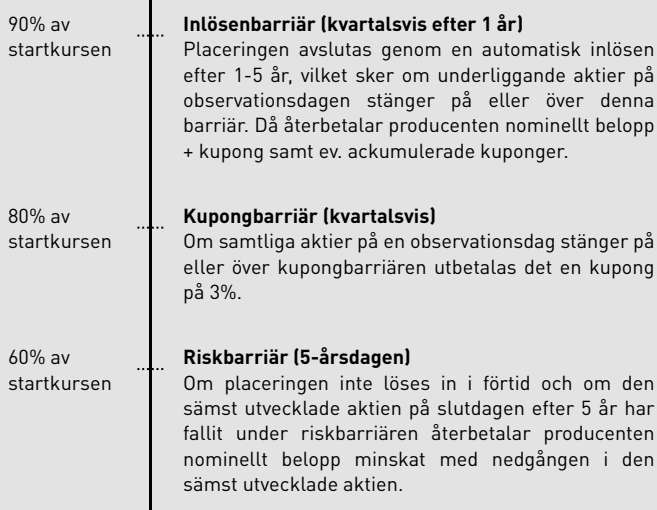 90% av
startkursen
Inlösenbarriär (kvartalsvis efter 1 år)
Placeringen avslutas genom en automatisk inlösen
efter 1-5 år, vilket sker om underliggande aktier på
observationsdagen stänger på eller över denna
barriär. Då återbetalar producenten nominellt belopp
+ kupong samt ev. ackumulerade kuponger.
80% av
startkursen
Kupongbarriär (kvartalsvis)
Om samtliga aktier på en observationsdag stänger på
eller över kupongbarriären utbetalas det en kupong
på 3%.
60% av
startkursen
Riskbarriär (5-årsdagen)
Om placeringen inte löses in i förtid och om den
sämst utvecklade aktien på slutdagen efter 5 år har
fallit under riskbarriären återbetalar producenten
nominellt belopp minskat med nedgången i den
sämst utvecklade aktien.